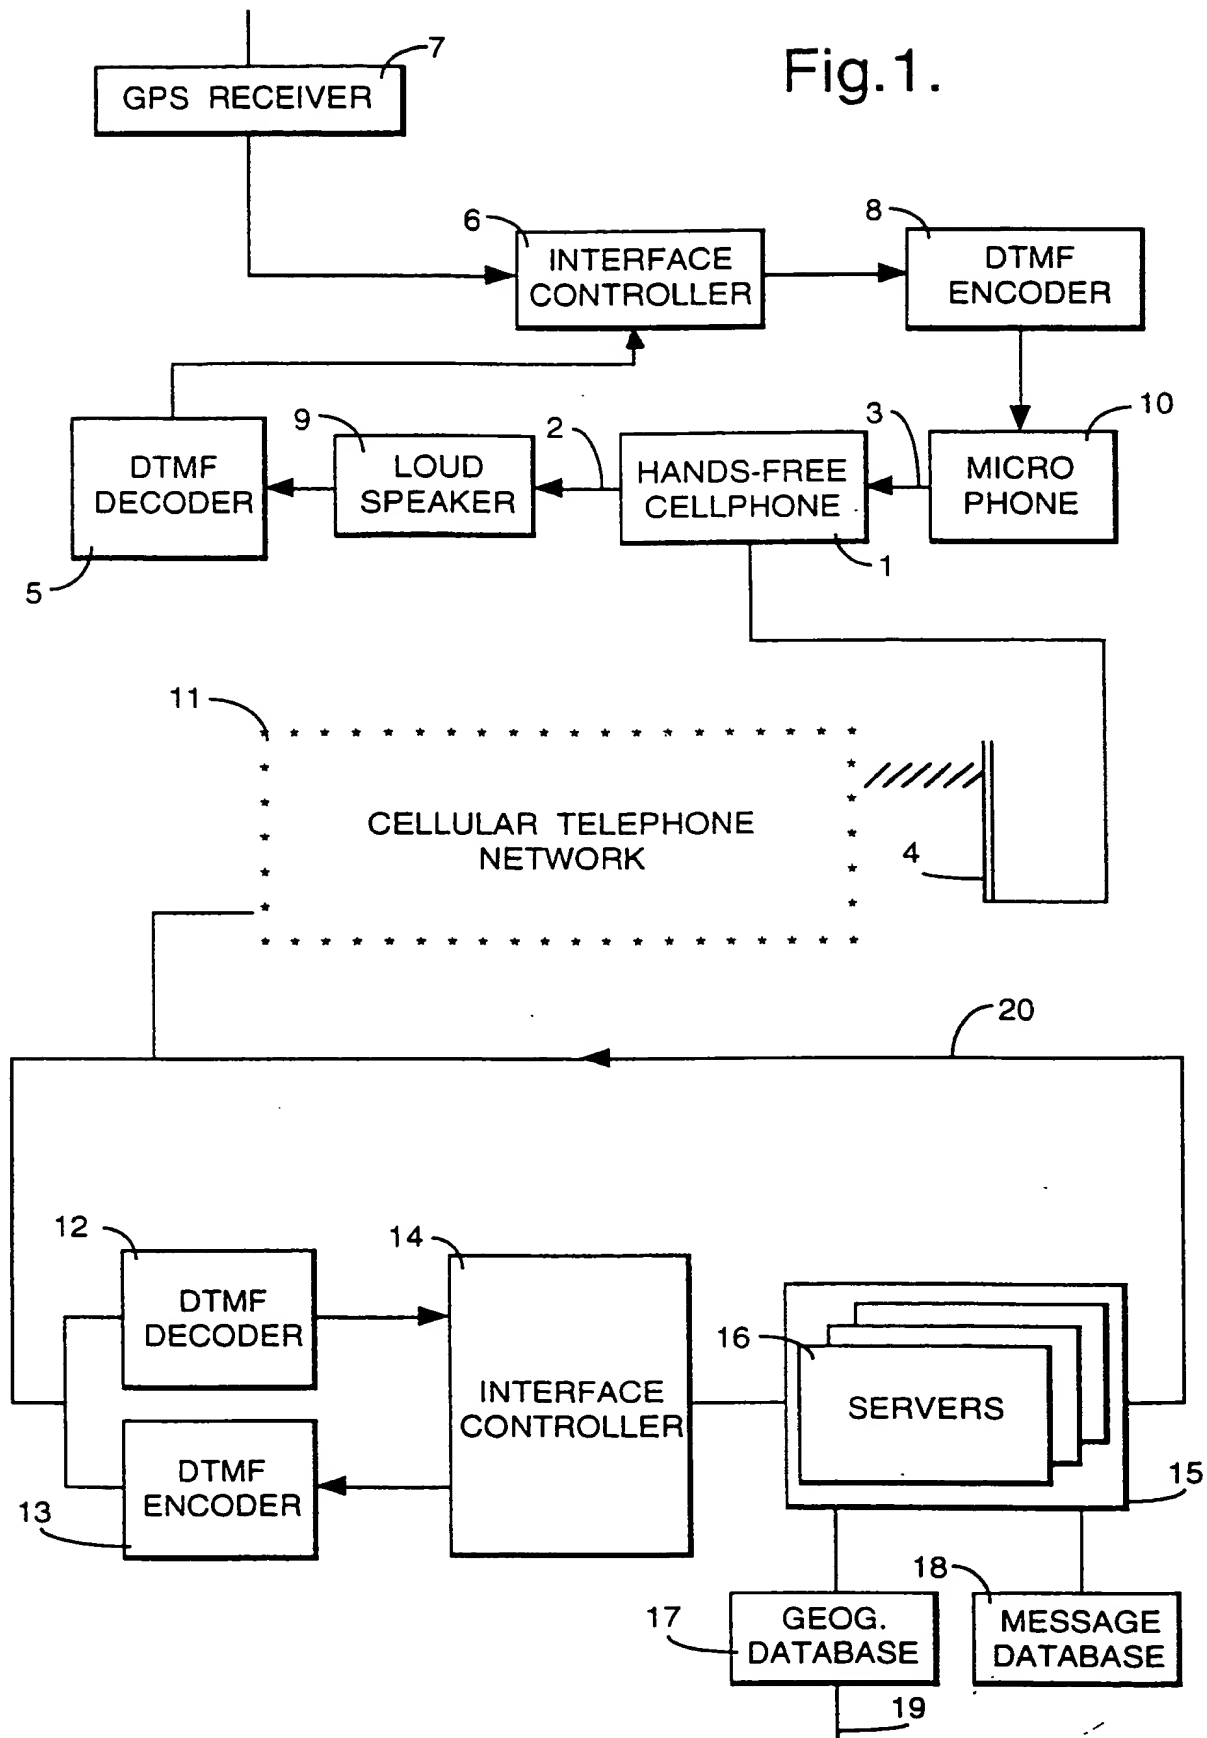 Fig.1.
7
GPS RECEIVER
6
INTERFACE
CONTROLLER
8
DTMF
ENCODER
5
DTMF
DECODER
9
LOUD
SPEAKER
2
HANDS-FREE
CELLPHONE
1
3
10
MICRO
PHONE
11
CELLULAR TELEPHONE
NETWORK
4
20
12
DTMF
DECODER
13
DTMF
ENCODER
14
INTERFACE
CONTROLLER
16
SERVERS
15
17
GEOG.
DATABASE
18
MESSAGE
DATABASE
19